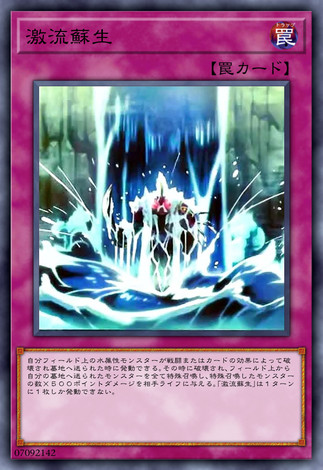 激流蘇生
トラップ
罠
【罠カード】
自分フィールド上の水属性モンスターが戦闘またはカードの効果によって破
壊され墓地へ送られた時に発動できる。その時に破壊され、フィールド上から
自分の墓地へ送られたモンスターを全て特殊召喚し、特殊召喚したモンスター
の数×５００ポイントダメージを相手ライフに与える。「激流蘇生」は１ターン
に１枚しか発動できない。
07092142